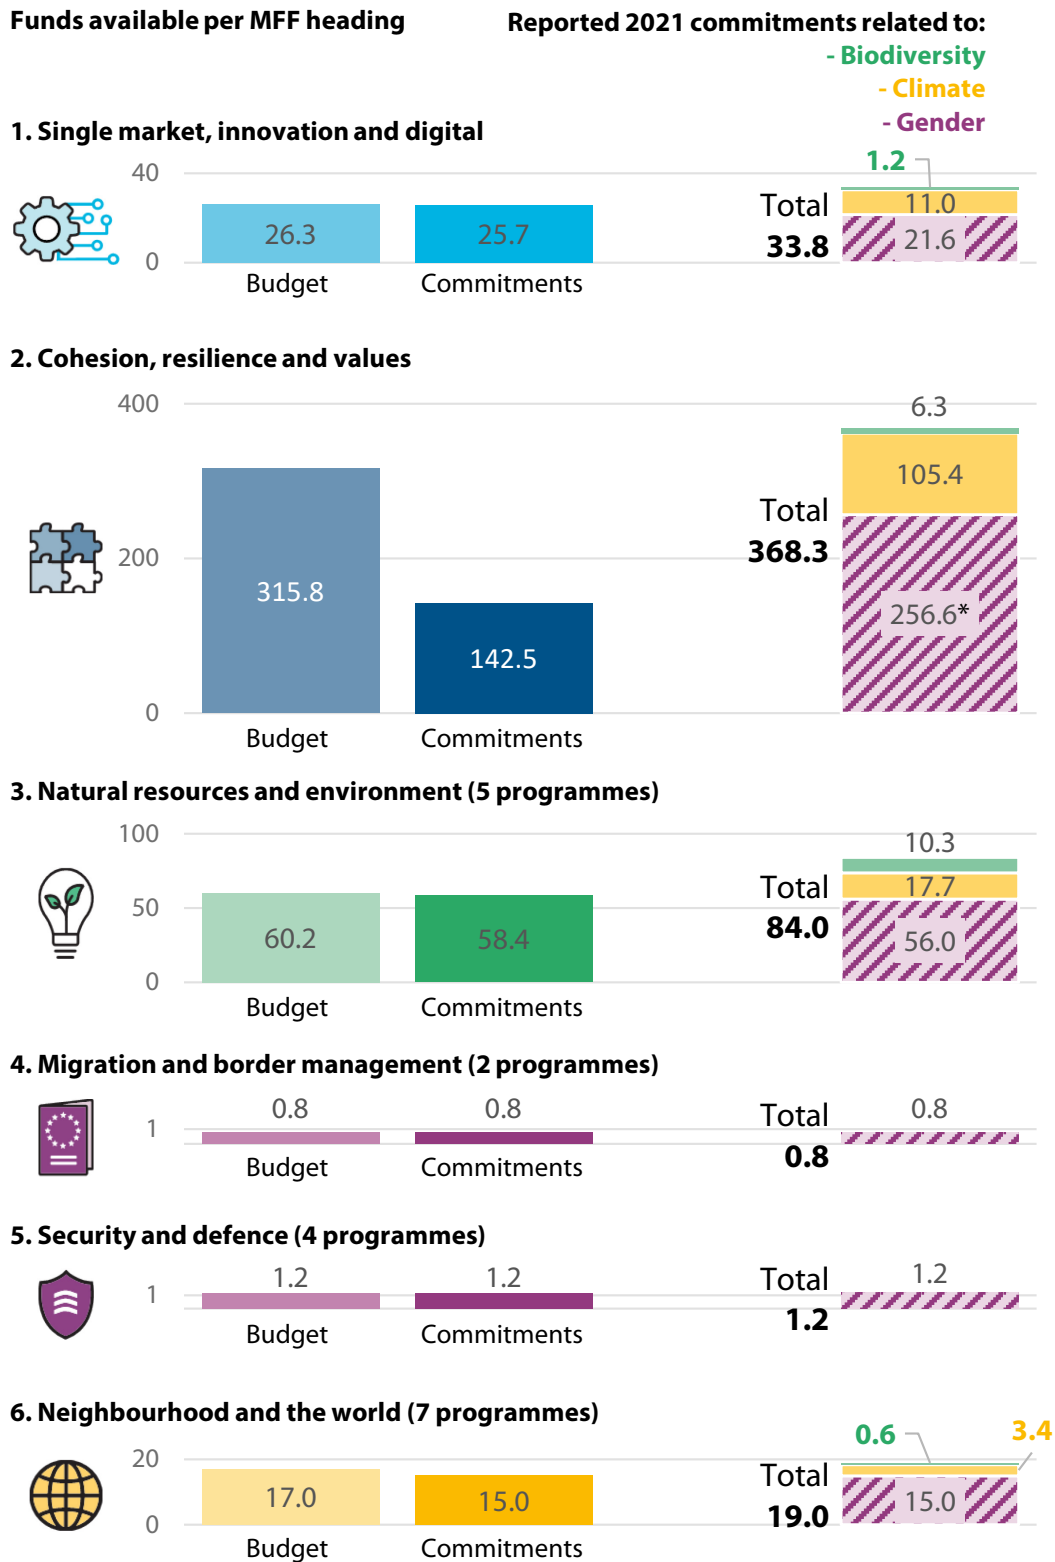 Funds available per MFF heading
Reported 2021 commitments related to:
- Biodiversity
- Climate
- Gender
1. Single market, innovation and digital
40
0
26.3
25.7
Budget
Commitments
Total
33.8
1.2
11.0
21.6
2. Cohesion, resilience and values
400
200
0
315.8
142.5
Budget
Commitments
Total
368.3
6.3
105.4
256.6*
3. Natural resources and environment (5 programmes)
100
50
0
60.2
58.4
Budget
Commitments
Total
84.0
10.3
17.7
56.0
4. Migration and border management (2 programmes)
1
0.8
0.8
Budget
Commitments
Total
0.8
0.8
5. Security and defence (4 programmes)
1
1.2
1.2
Budget
Commitments
Total
1.2
1.2
6. Neighbourhood and the world (7 programmes)
20
0
17.0
15.0
Budget
Commitments
Total
19.0
0.6
3.4
15.0